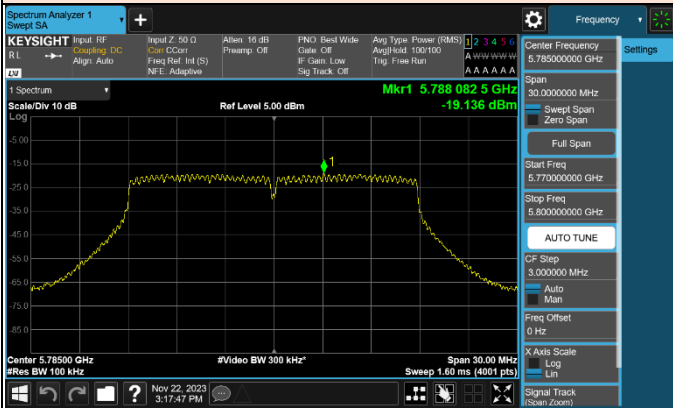 Spectrum Analyzer 1
Swept SA
Frequency
KEYSIGHT
Input: RF
Input Z: 50 Ω
Atten: 16 dB
PNO: Best Wide
Avg Type: Power (RMS)
1 2 3 4 5 6
R L
Coupling: DC
Corr CCorr
Preamp: Off
Gate: Off
Avg|Hold: 100/100
A W W W W W
Align: Auto
Freq Ref: Int (S)
IF Gain: Low
Trig: Free Run
NFE: Adaptive
Sig Track: Off
A A A A A A
LXI
1 Spectrum
Mkr1 5.788 082 5 GHz
Scale/Div 10 dB
Ref Level 5.00 dBm
-19.136 dBm
Log
-5.00
-15.0
-25.0
-35.0
-45.0
-55.0
-65.0
-75.0
-85.0
1
Center 5.78500 GHz
#Video BW 300 kHz*
Span 30.00 MHz
#Res BW 100 kHz
Sweep 1.60 ms (4001 pts)
Nov 22, 2023
3:17:47 PM
?
Center Frequency
5.785000000 GHz
Settings
Span
30.0000000 MHz
Swept Span
Zero Span
Full Span
Start Freq
5.770000000 GHz
Stop Freq
5.800000000 GHz
AUTO TUNE
CF Step
3.000000 MHz
Auto
Man
Freq Offset
0 Hz
X Axis Scale
Log
Lin
Signal Track
(Span Zoom)